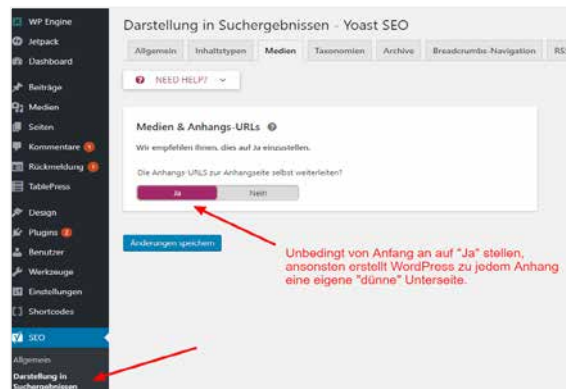 WP Engine
Jetpack
Dashboard
Beiträge
Medien
Seiten
Kommentare
Rückmeldung
TablePress
Design
Plugins
Benutzer
Werkzeuge
Einstellungen
Shortcodes
SEO
Allgemein
Darstellung in
Suchergebnissen
Darstellung in Suchergebnissen - Yoast SEO
Allgemein Inhaltstypen Medien Taxonomien Archive Breadcrumbs-Navigation RSS
NEED HELP?
Medien & Anhangs-URLs
Wir empfehlen Ihnen, dies auf Ja einzustellen.
Die Anhangs-URLS zur Anhangseite selbst weiterleiten?
Ja Nein
Änderungen speichern
Unbedingt von Anfang an auf "Ja" stellen,
ansonsten erstellt WordPress zu jedem Anhang
eine eigene "dünne" Unterseite.